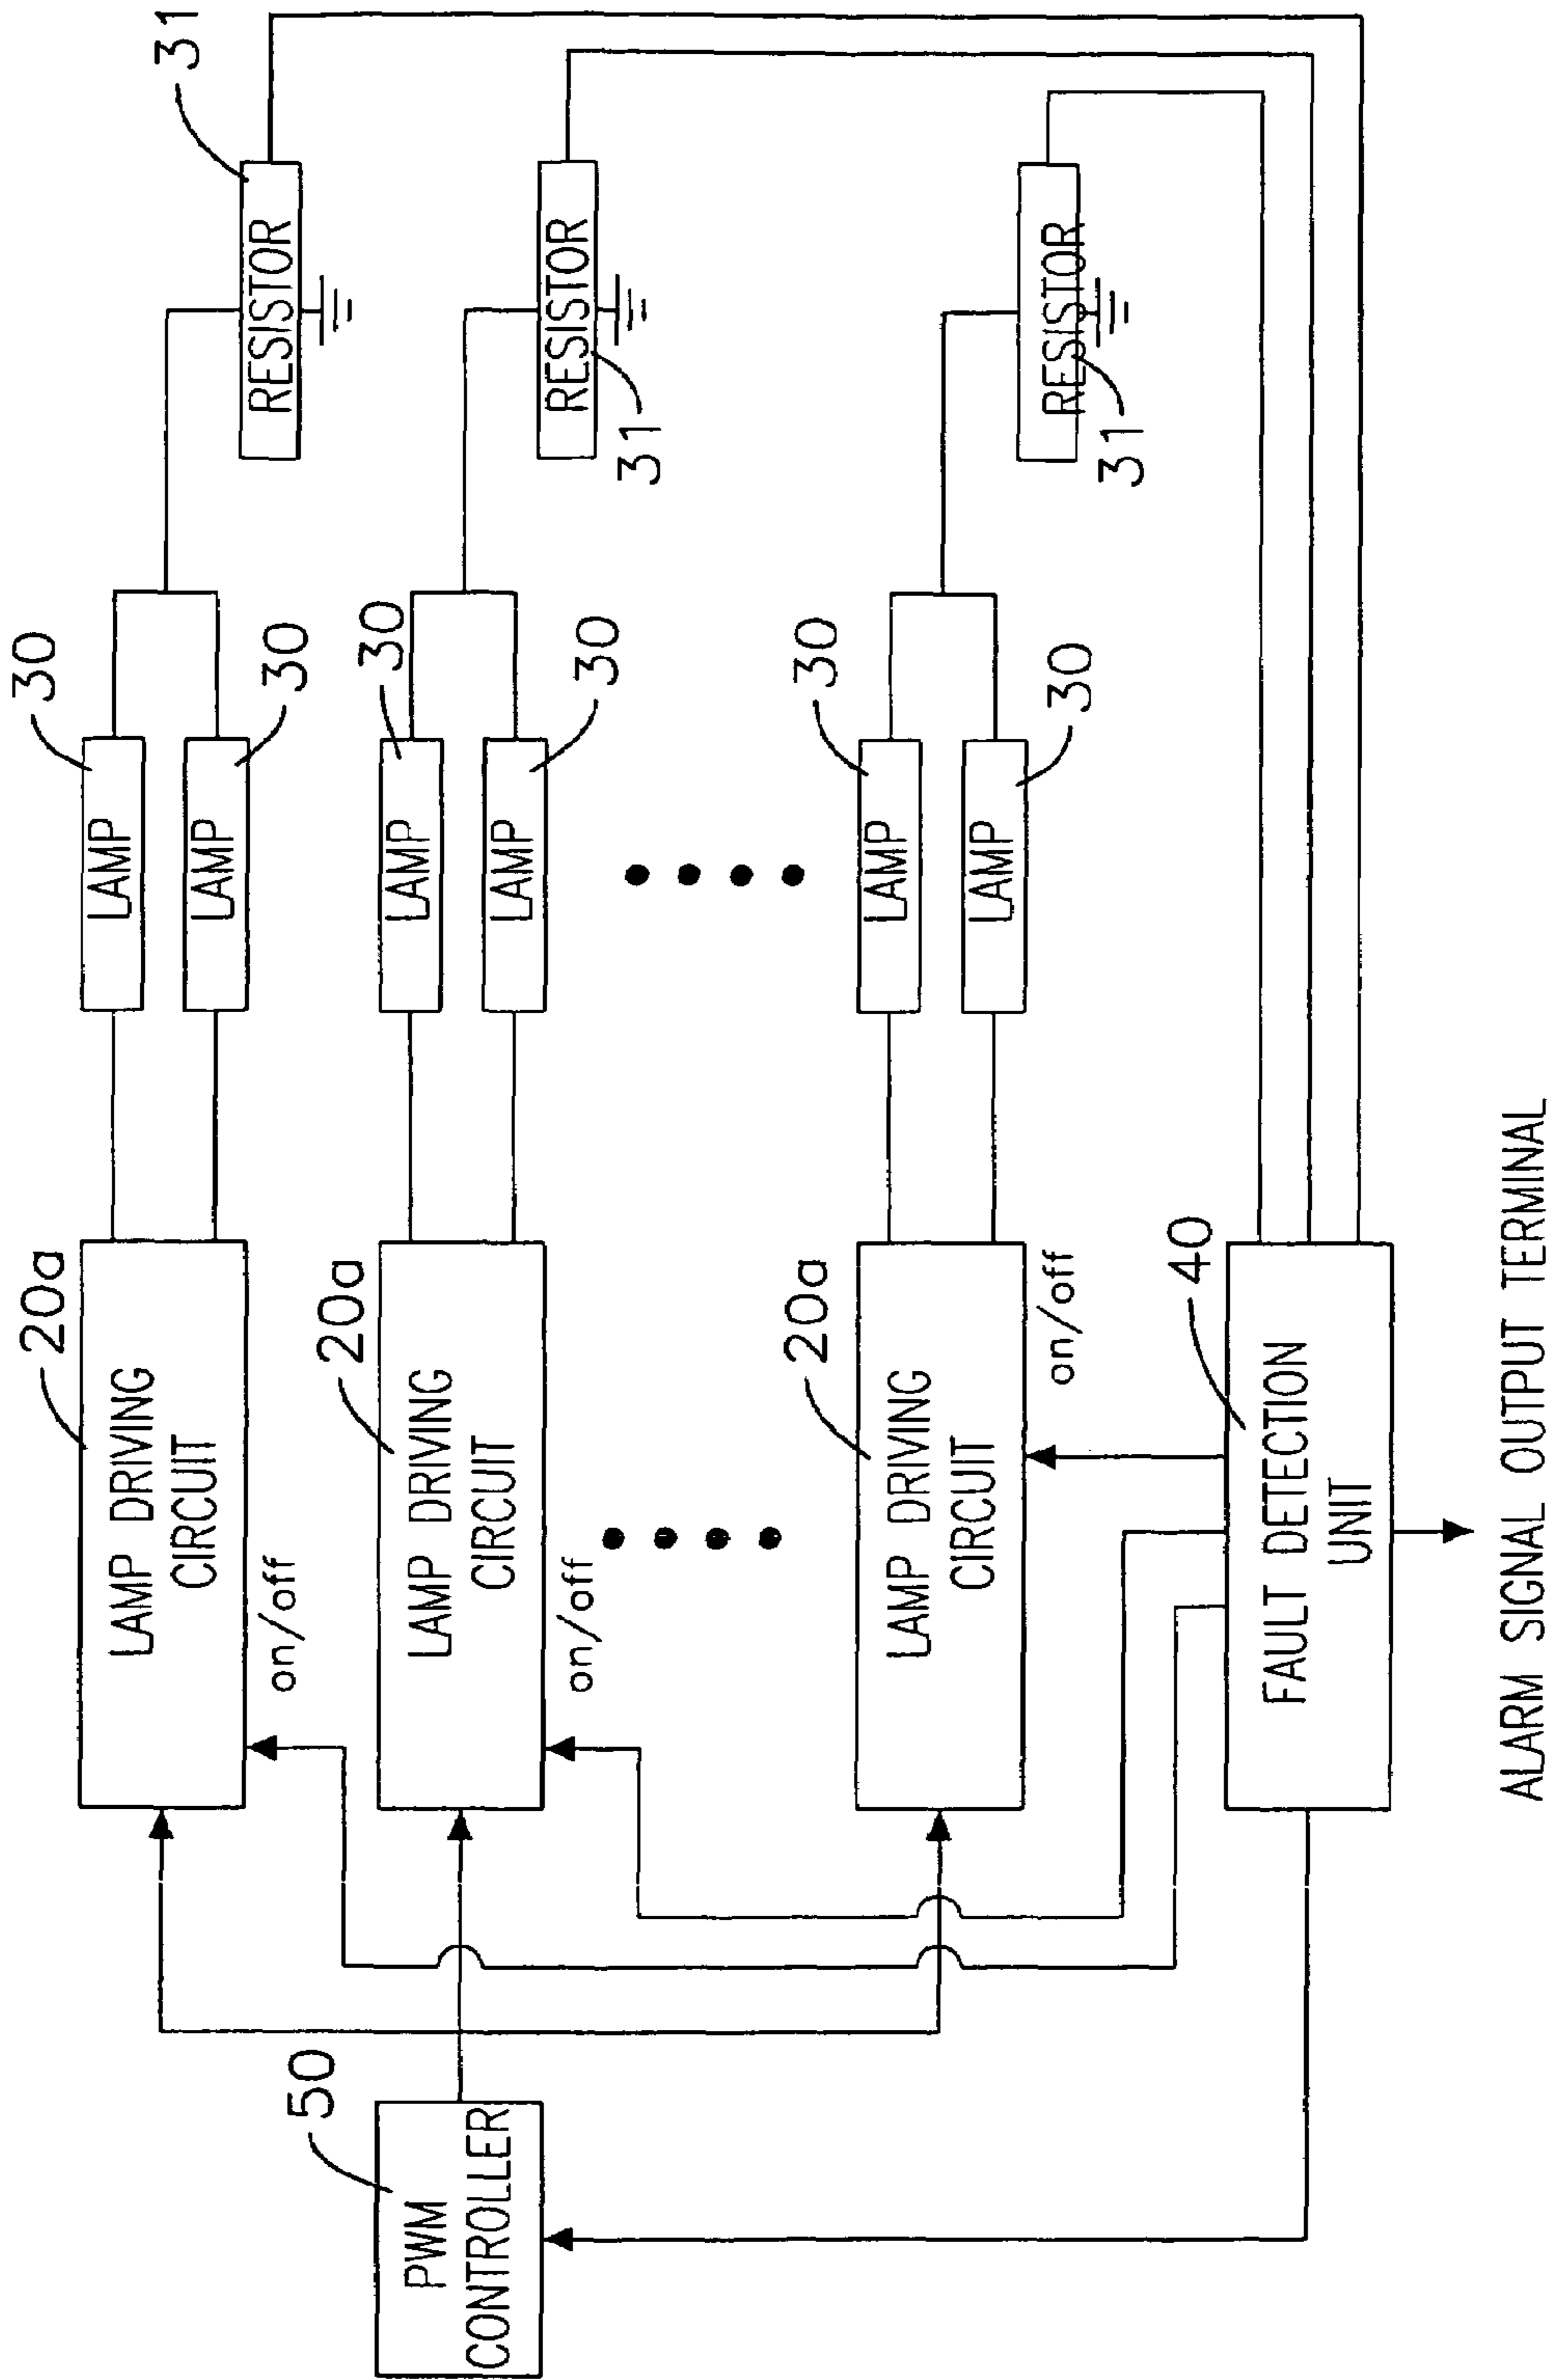 20a
LAMP DRIVING
CIRCUIT
on/off
LAMP
30
LAMP
30
RESISTOR
31
50
PWM
CONTROLLER
20a
LAMP DRIVING
CIRCUIT
on/off
LAMP
30
LAMP
30
RESISTOR
31
20a
LAMP DRIVING
CIRCUIT
on/off
LAMP
30
LAMP
30
RESISTOR
31
40
FAULT DETECTION
UNIT
ALARM SIGNAL OUTPUT TERMINAL